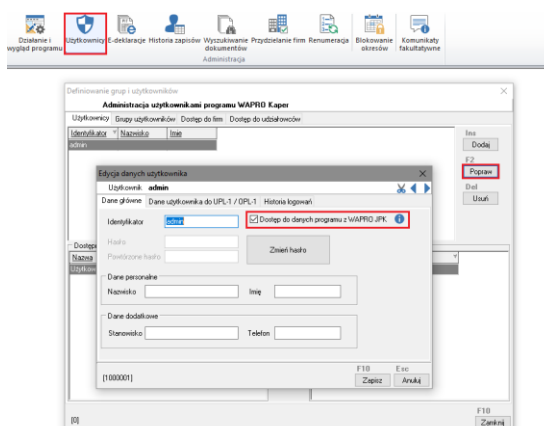 Działanie i wygląd programu
Użytkownicy
E-deklaracje
Historia zapisów
Wyszukiwanie dokumentów
Przydzielanie firm
Renumeracja
Blokowanie okresów
Komunikaty fakultatywne
Administracja
Definiowanie grup i użytkowników
Administracja użytkownikami programu WAPRO Kaper
Użytkownicy Grupy użytkowników Dostęp do firm Dostęp do udziałowców
Identyfikator Nazwisko Imię
admin
Ins
Dodaj
F2
Popraw
Del
Usuń
Edycja danych użytkownika
Użytkownik admin
Dane główne Dane użytkownika do UPL-1 / OPL-1 Historia logowań
Identyfikator admin
Dostęp do danych programu z WAPRO JPK
Hasło
Powtórzone hasło
Zmień hasło
Dane personalne
Nazwisko Imię
Dane dodatkowe
Stanowisko Telefon
[1000001]
F10 Esc
Zapisz Anuluj
Nazwa
[0]
F10
Zamknij